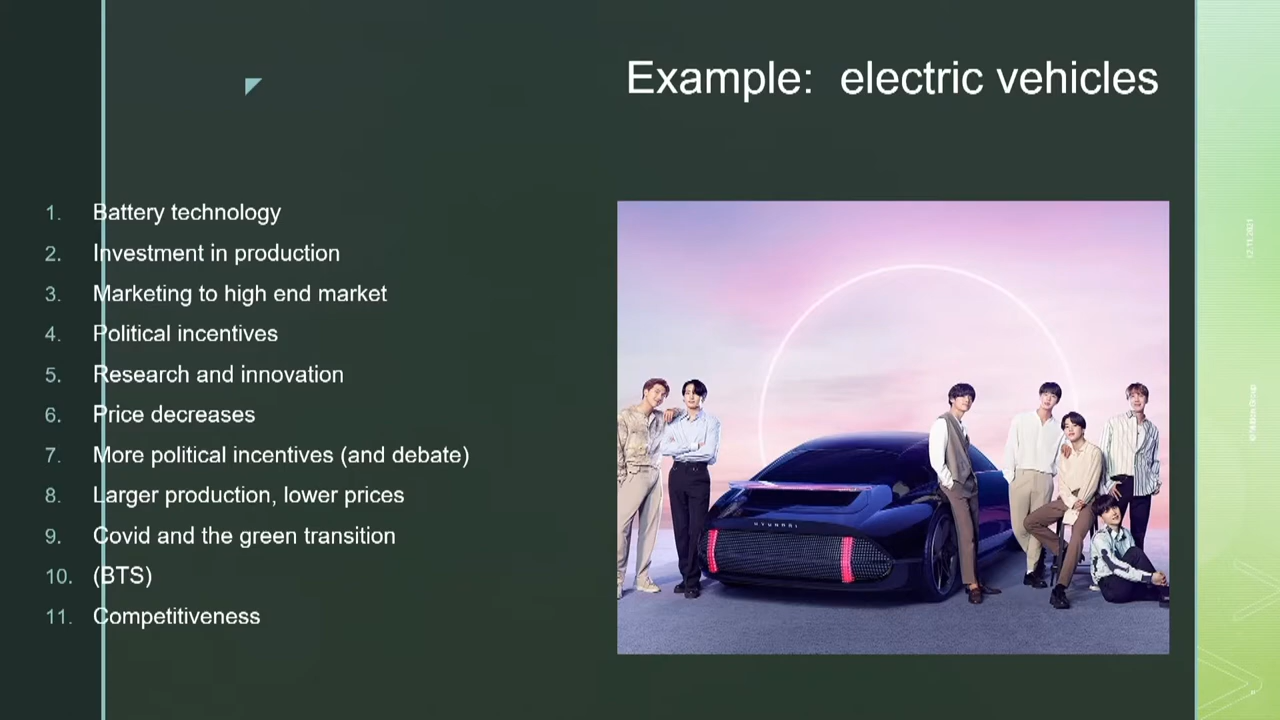 Example: electric vehicles
1. Battery technology
2. Investment in production
3. Marketing to high end market
4. Political incentives
5. Research and innovation
6. Price decreases
7. More political incentives (and debate)
8. Larger production, lower prices
9. Covid and the green transition
10. (BTS)
11. Competitiveness
HYUNDAI